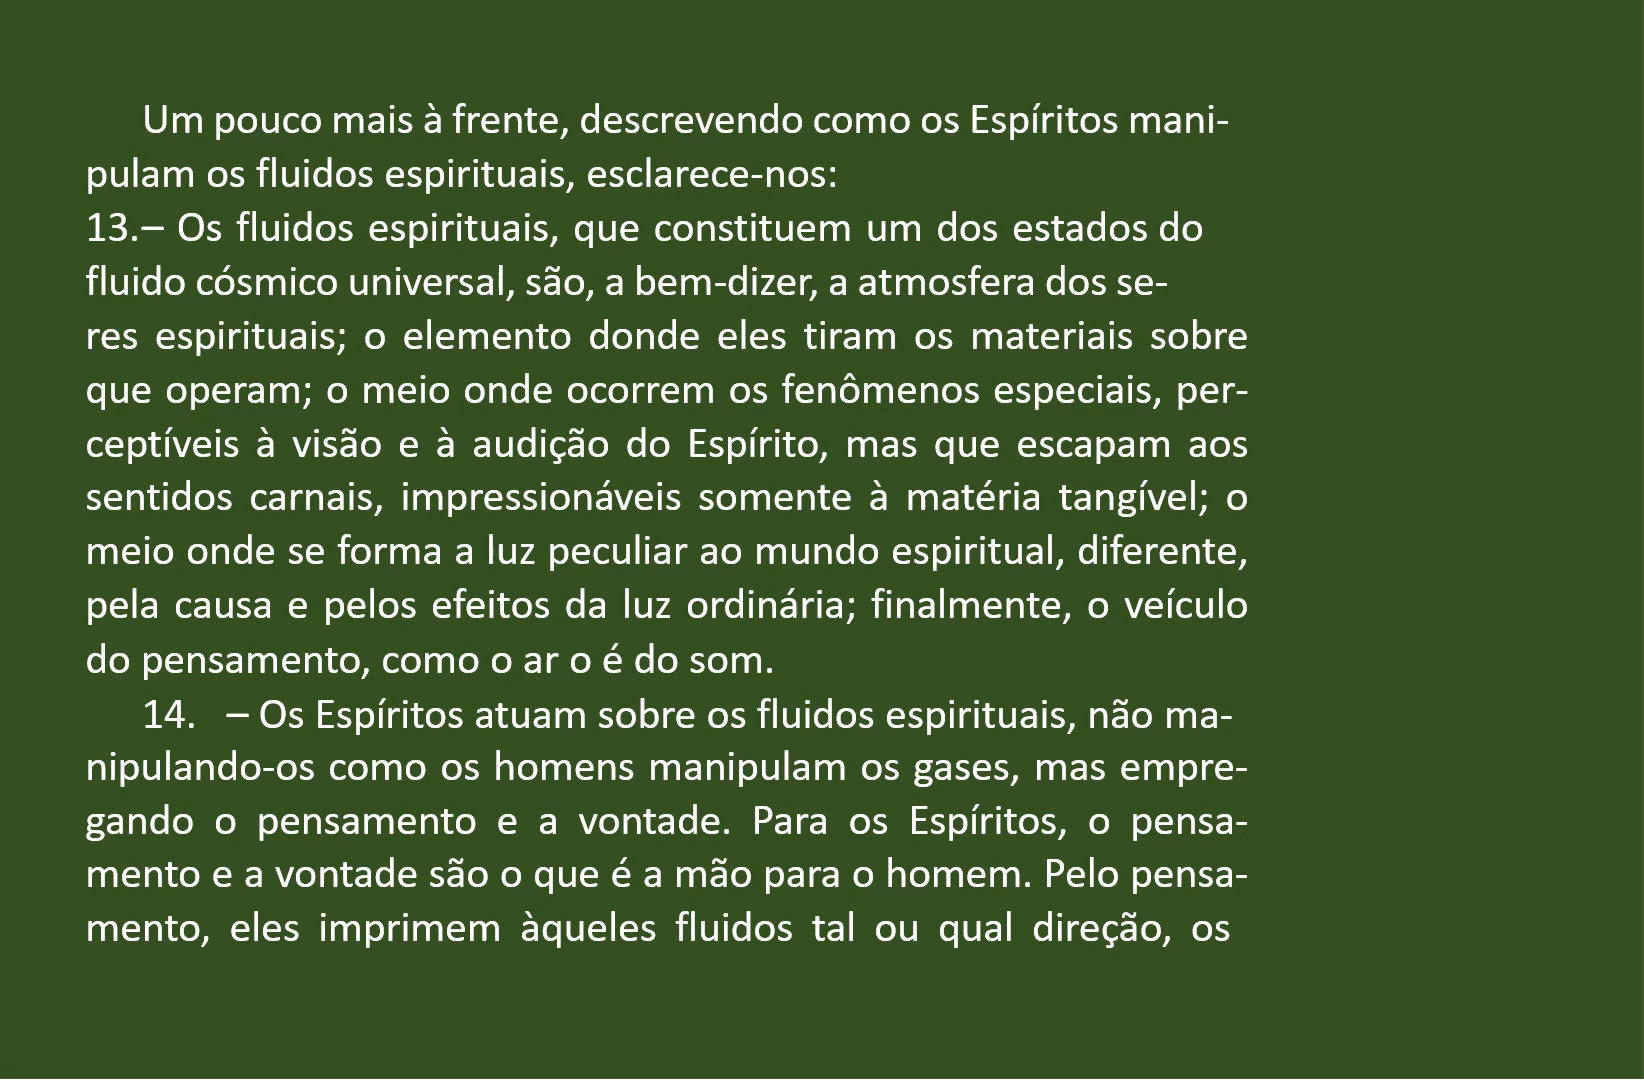 Um pouco mais à frente, descrevendo como os Espíritos mani-
pulam os fluidos espirituais, esclarece-nos:
13.– Os fluidos espirituais, que constituem um dos estados do
fluido cósmico universal, são, a bem-dizer, a atmosfera dos se-
res espirituais; o elemento donde eles tiram os materiais sobre
que operam; o meio onde ocorrem os fenômenos especiais, per-
ceptíveis à visão e à audição do Espírito, mas que escapam aos
sentidos carnais, impressionáveis somente à matéria tangível; o
meio onde se forma a luz peculiar ao mundo espiritual, diferente,
pela causa e pelos efeitos da luz ordinária; finalmente, o veículo
do pensamento, como o ar o é do som.
14. – Os Espíritos atuam sobre os fluidos espirituais, não ma-
nipulando-os como os homens manipulam os gases, mas empre-
gando o pensamento e a vontade. Para os Espíritos, o pensa-
mento e a vontade são o que é a mão para o homem. Pelo pensa-
mento, eles imprimem àqueles fluidos tal ou qual direção, os